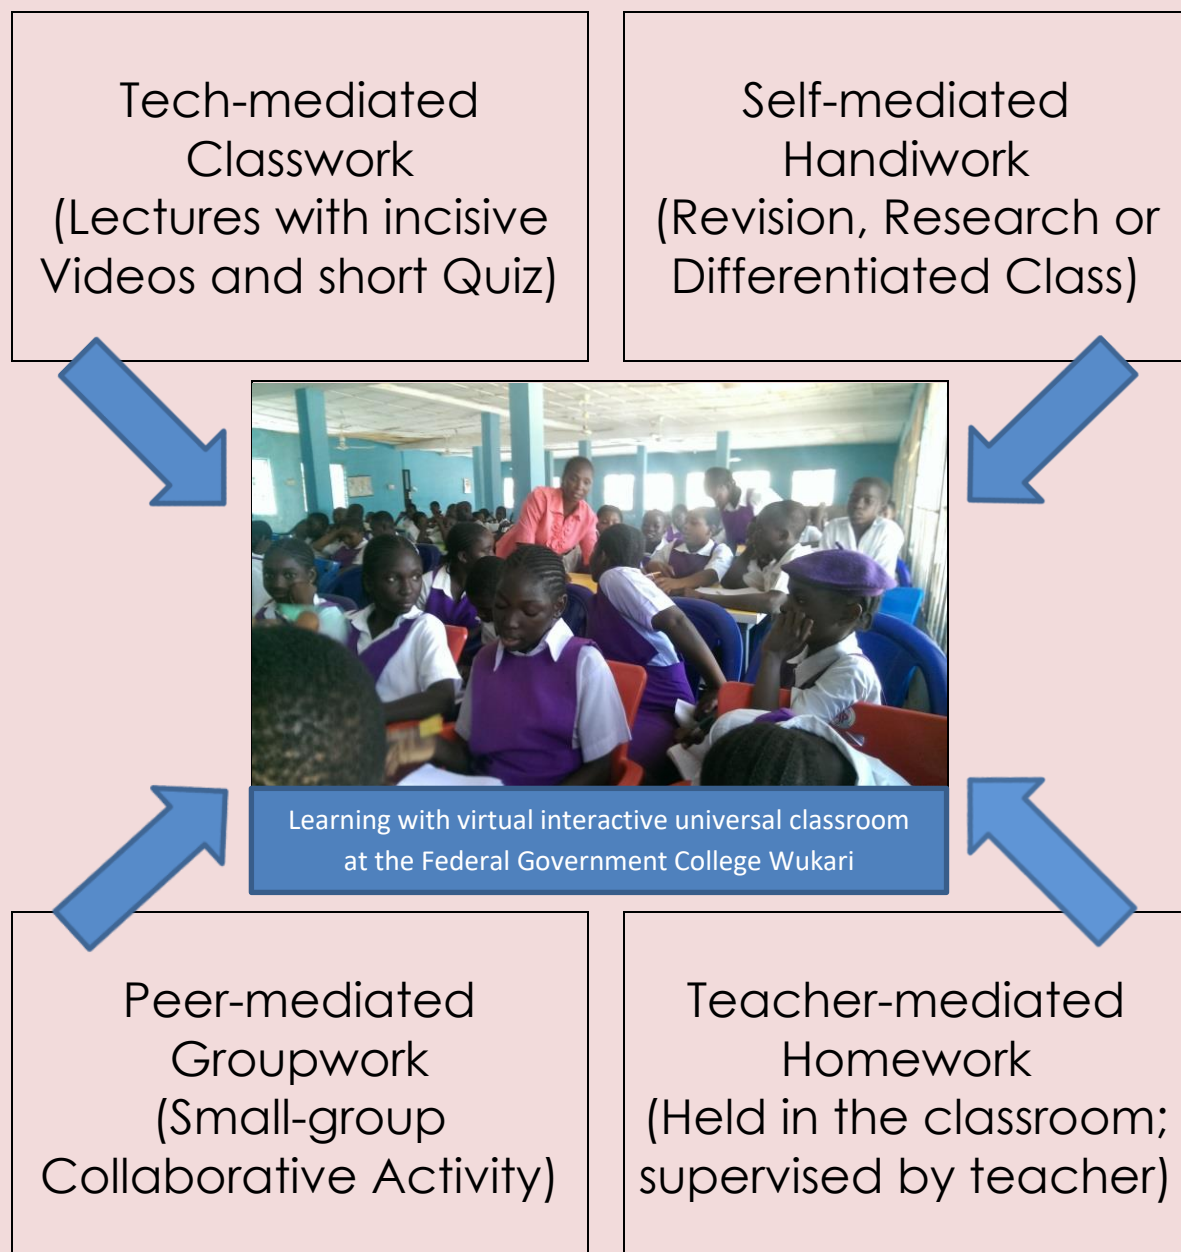 Tech-mediated
Classwork
(Lectures with incisive
Videos and short Quiz)
Self-mediated
Handiwork
(Revision, Research or
Differentiated Class)
Learning with virtual interactive universal classroom
at the Federal Government College Wukari
Peer-mediated
Groupwork
(Small-group
Collaborative Activity)
Teacher-mediated
Homework
(Held in the classroom;
supervised by teacher)